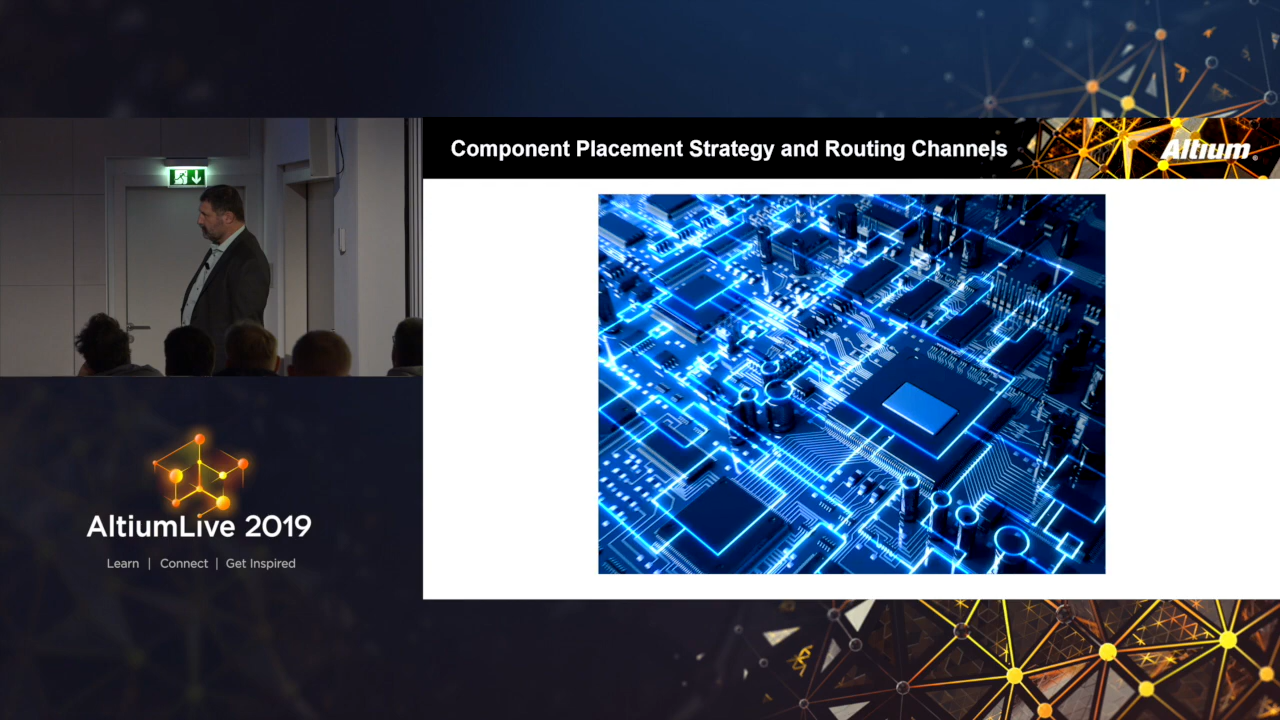 Component Placement Strategy and Routing Channels
Altium®
AltiumLive 2019
Learn | Connect | Get Inspired